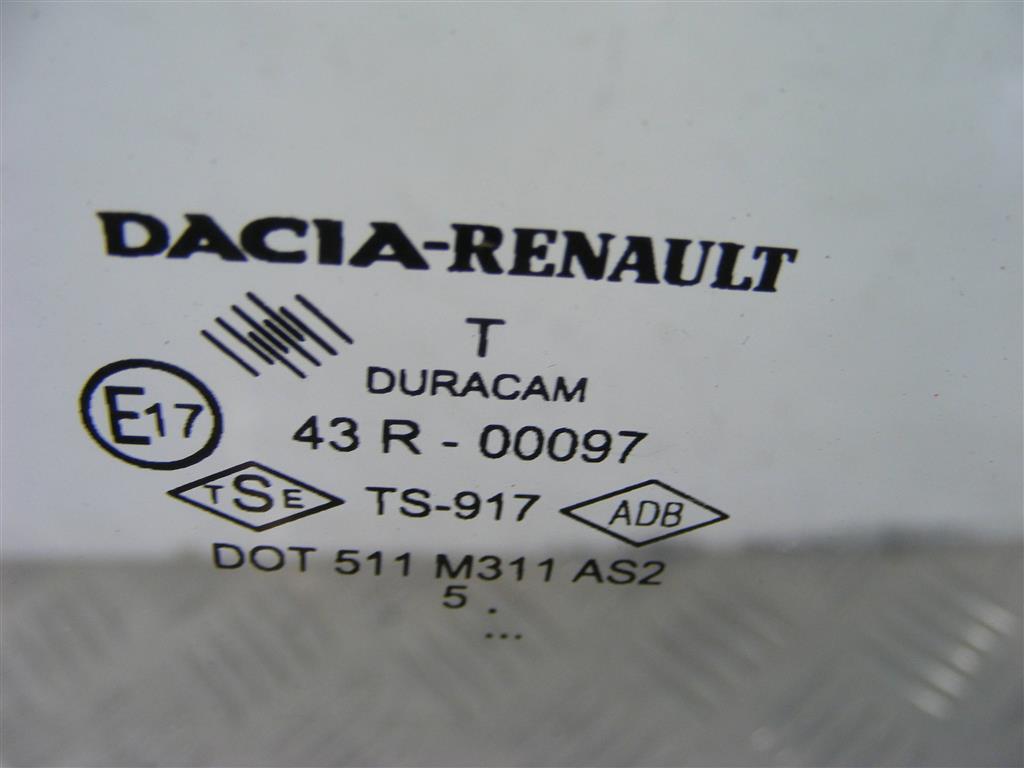 DACIA-RENAULT
T
DURACAM
E17 43 R - 00097
TSE TS-917 ADB
DOT 511 M311 AS2
5 .
...